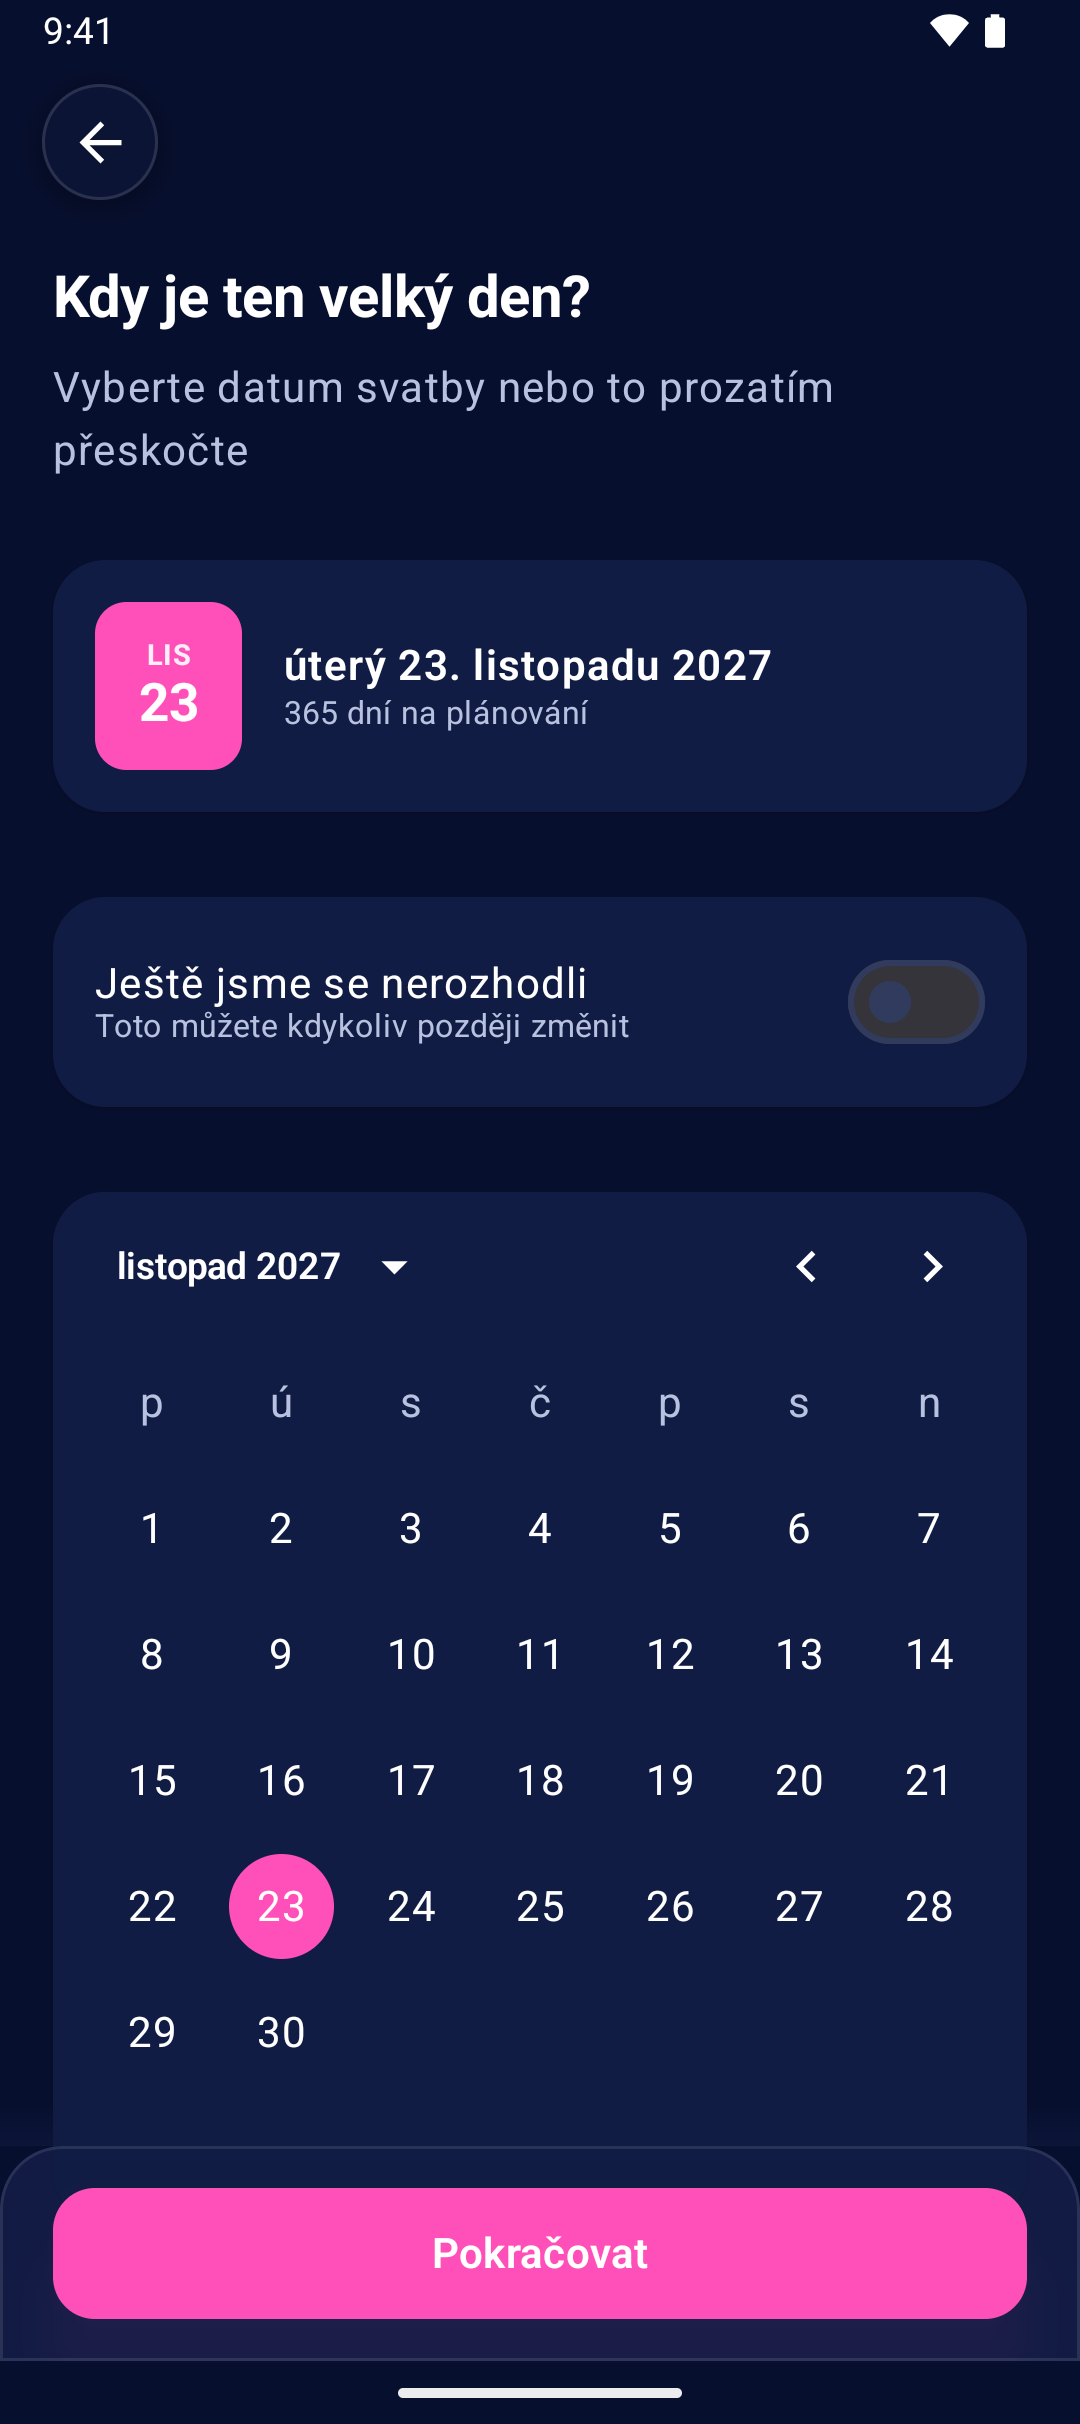 9:41
Kdy je ten velký den?
Vyberte datum svatby nebo to prozatím
přeskočte
LIS
23
úterý 23. listopadu 2027
365 dní na plánování
Ještě jsme se nerozhodli
Toto můžete kdykoliv později změnit
listopad 2027
p ú s č p s n
1 2 3 4 5 6 7
8 9 10 11 12 13 14
15 16 17 18 19 20 21
22 23 24 25 26 27 28
29 30
Pokračovat